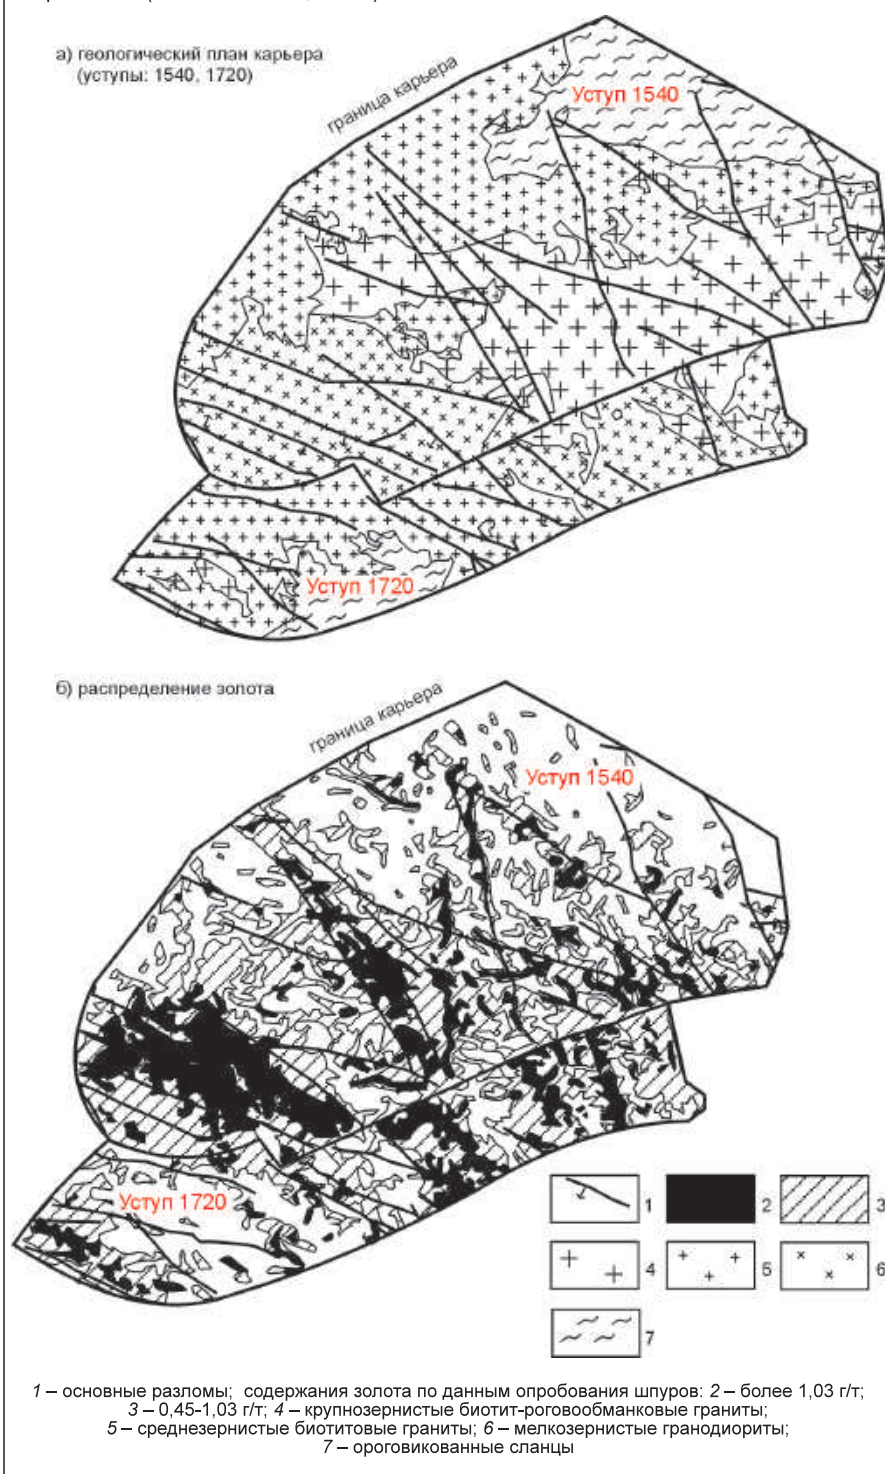 а) геологический план карьера
(уступы: 1540, 1720)
граница карьера
Уступ 1540
Уступ 1720
б) распределение золота
граница карьера
Уступ 1540
Уступ 1720
1
2
3
4
5
6
7
1 – основные разломы; содержания золота по данным опробования шпуров: 2 – более 1,03 г/т;
3 – 0,45-1,03 г/т; 4 – крупнозернистые биотит-роговообманковые граниты;
5 – среднезернистые биотитовые граниты; 6 – мелкозернистые гранодиориты;
7 – ороговикованные сланцы